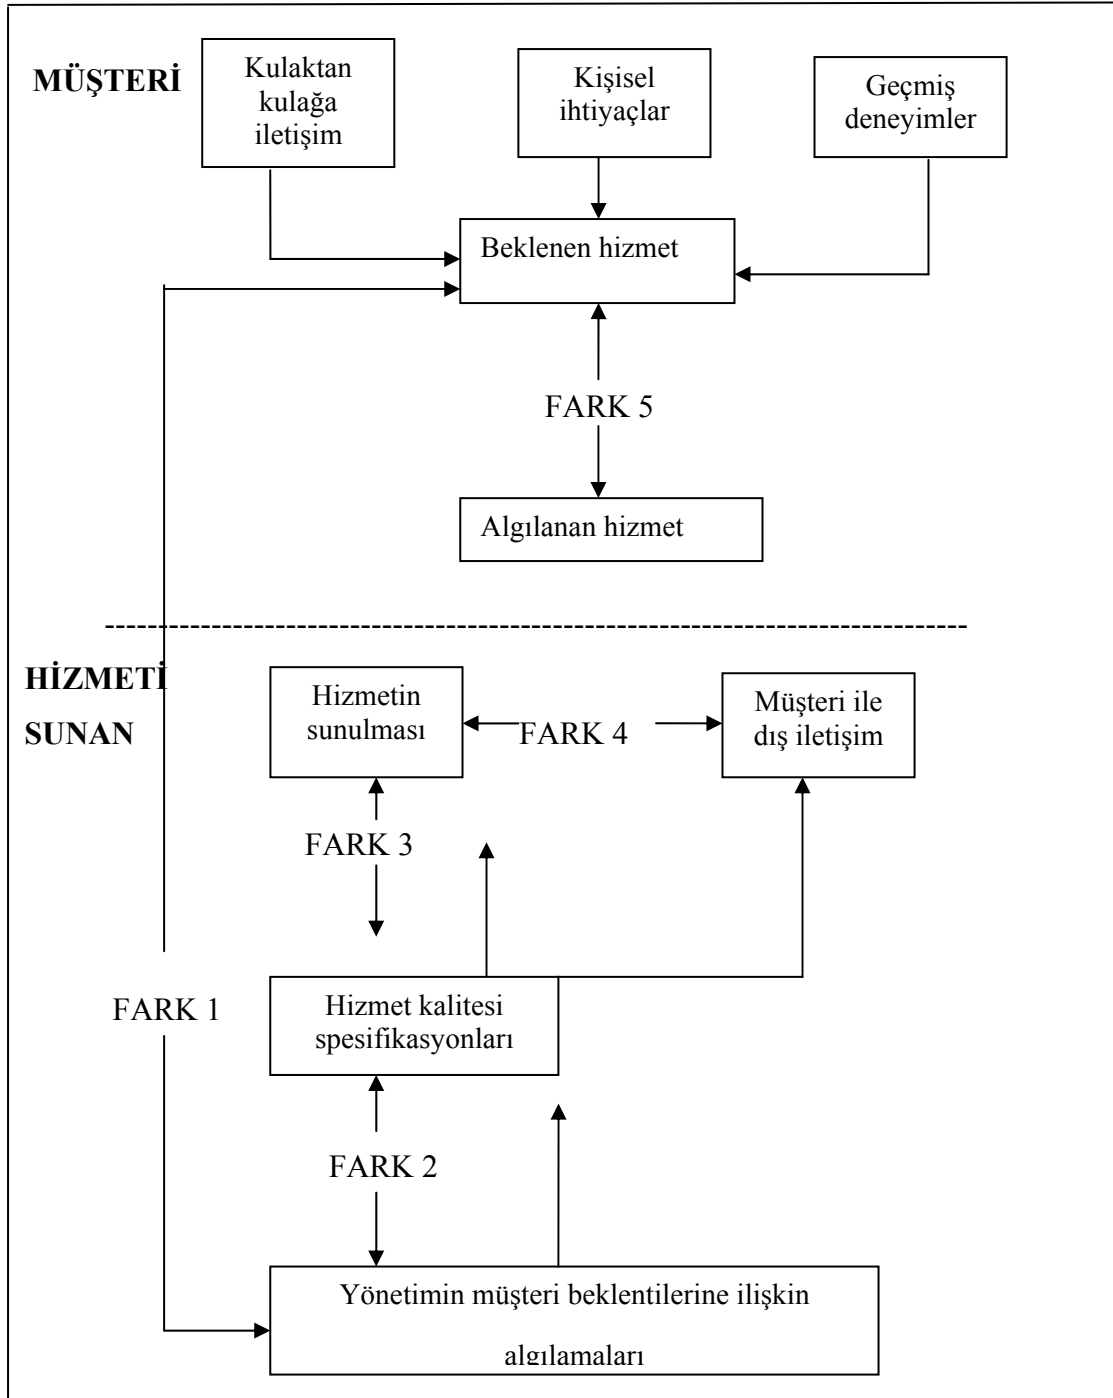 MÜŞTERİ
Kulaktan
kulağa
iletişim
Kişisel
ihtiyaçlar
Geçmiş
deneyimler
Beklenen hizmet
FARK 5
Algılanan hizmet
HİZMETİ
SUNAN
Hizmetin
sunulması
FARK 4
Müşteri ile
dış iletişim
FARK 3
FARK 1
Hizmet kalitesi
spesifikasyonları
FARK 2
Yönetimin müşteri beklentilerine ilişkin
algılamaları